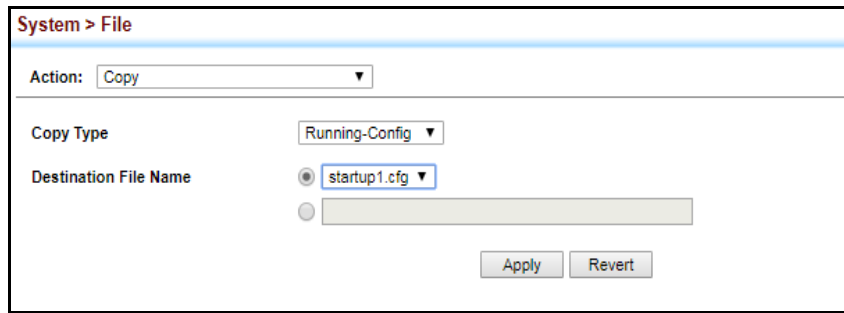 System > File
Action: Copy
Copy Type Running-Config
Destination File Name startup1.cfg
Apply Revert